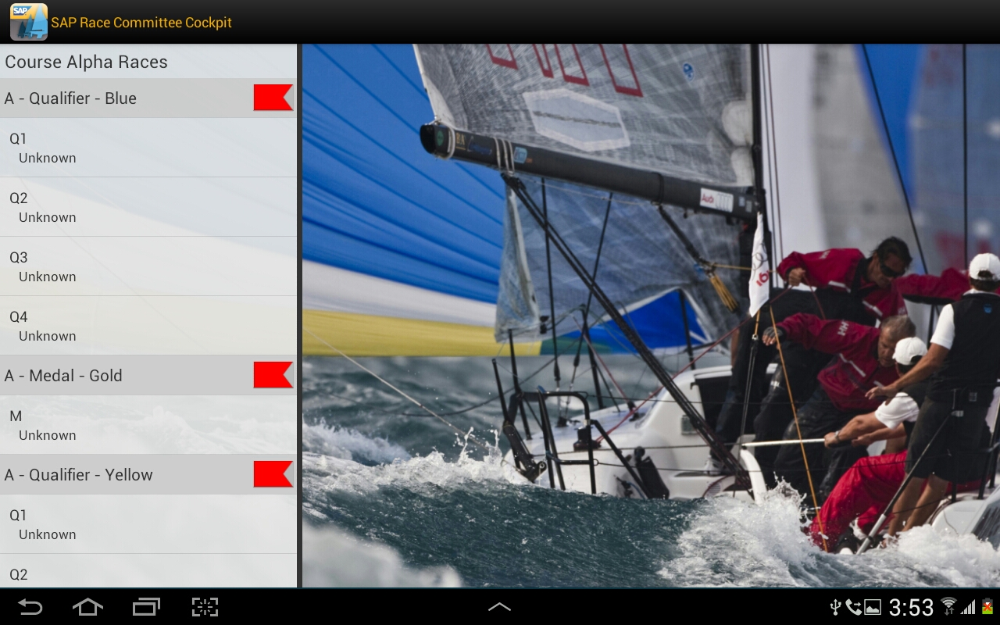 SAP
SAP Race Committee Cockpit
Course Alpha Races
A - Qualifier - Blue
Q1
Unknown
Q2
Unknown
Q3
Unknown
Q4
Unknown
A - Medal - Gold
M
Unknown
A - Qualifier - Yellow
Q1
Unknown
Q2
Audi
HH
3:53